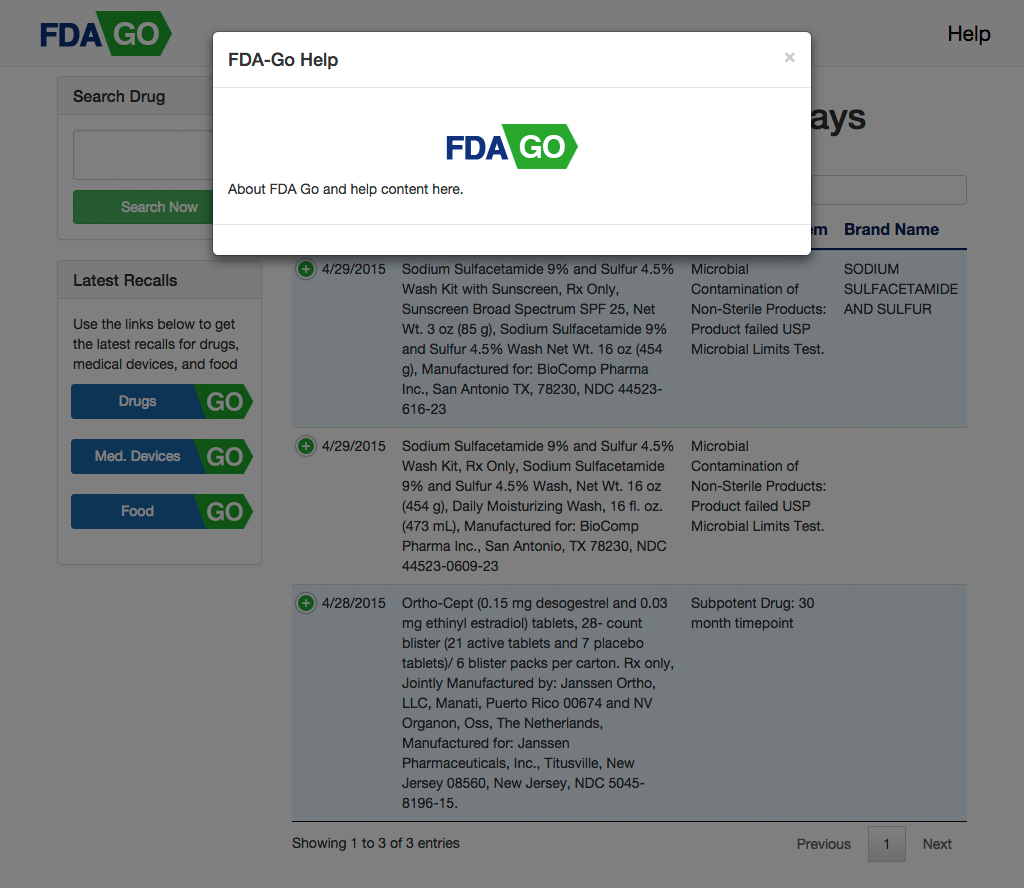 FDA GO
Help
FDA-Go Help
×
FDA GO
About FDA Go and help content here.
Search Drug
Search Now
Latest Recalls
Use the links below to get
the latest recalls for drugs,
medical devices, and food
Drugs GO
Med. Devices GO
Food GO
ays
em
Brand Name
4/29/2015
Sodium Sulfacetamide 9% and Sulfur 4.5%
Wash Kit with Sunscreen, Rx Only,
Sunscreen Broad Spectrum SPF 25, Net
Wt. 3 oz (85 g), Sodium Sulfacetamide 9%
and Sulfur 4.5% Wash Net Wt. 16 oz (454
g), Manufactured for: BioComp Pharma
Inc., San Antonio TX, 78230, NDC 44523-
616-23
Microbial
Contamination of
Non-Sterile Products:
Product failed USP
Microbial Limits Test.
SODIUM
SULFACETAMIDE
AND SULFUR
4/29/2015
Sodium Sulfacetamide 9% and Sulfur 4.5%
Wash Kit, Rx Only, Sodium Sulfacetamide
9% and Sulfur 4.5% Wash, Net Wt. 16 oz
(454 g), Daily Moisturizing Wash, 16 fl. oz.
(473 mL), Manufactured for: BioComp
Pharma Inc., San Antonio, TX 78230, NDC
44523-0609-23
Microbial
Contamination of
Non-Sterile Products:
Product failed USP
Microbial Limits Test.
4/28/2015
Ortho-Cept (0.15 mg desogestrel and 0.03
mg ethinyl estradiol) tablets, 28- count
blister (21 active tablets and 7 placebo
tablets)/ 6 blister packs per carton. Rx only,
Jointly Manufactured by: Janssen Ortho,
LLC, Manati, Puerto Rico 00674 and NV
Organon, Oss, The Netherlands,
Manufactured for: Janssen
Pharmaceuticals, Inc., Titusville, New
Jersey 08560, New Jersey, NDC 5045-
8196-15.
Subpotent Drug: 30
month timepoint
Showing 1 to 3 of 3 entries
Previous 1 Next